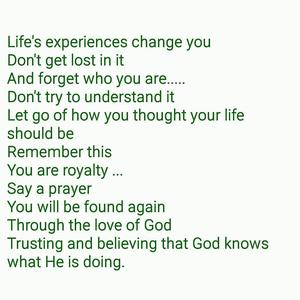 Life's experiences change you
Don't get lost in it
And forget who you are.....
Don't try to understand it
Let go of how you thought your life
should be
Remember this
You are royalty ...
Say a prayer
You will be found again
Through the love of God
Trusting and believing that God knows
what He is doing.